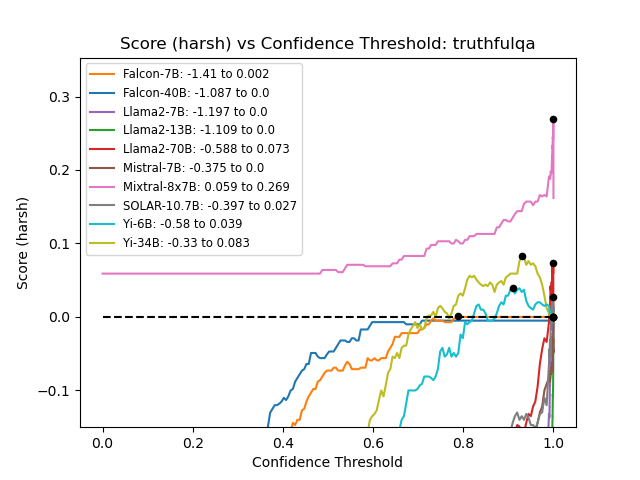 Score (harsh) vs Confidence Threshold: truthfulqa
Score (harsh)
0.3
0.2
0.1
0.0
−0.1
Falcon-7B: -1.41 to 0.002
Falcon-40B: -1.087 to 0.0
Llama2-7B: -1.197 to 0.0
Llama2-13B: -1.109 to 0.0
Llama2-70B: -0.588 to 0.073
Mistral-7B: -0.375 to 0.0
Mixtral-8x7B: 0.059 to 0.269
SOLAR-10.7B: -0.397 to 0.027
Yi-6B: -0.58 to 0.039
Yi-34B: -0.33 to 0.083
0.0 0.2 0.4 0.6 0.8 1.0
Confidence Threshold